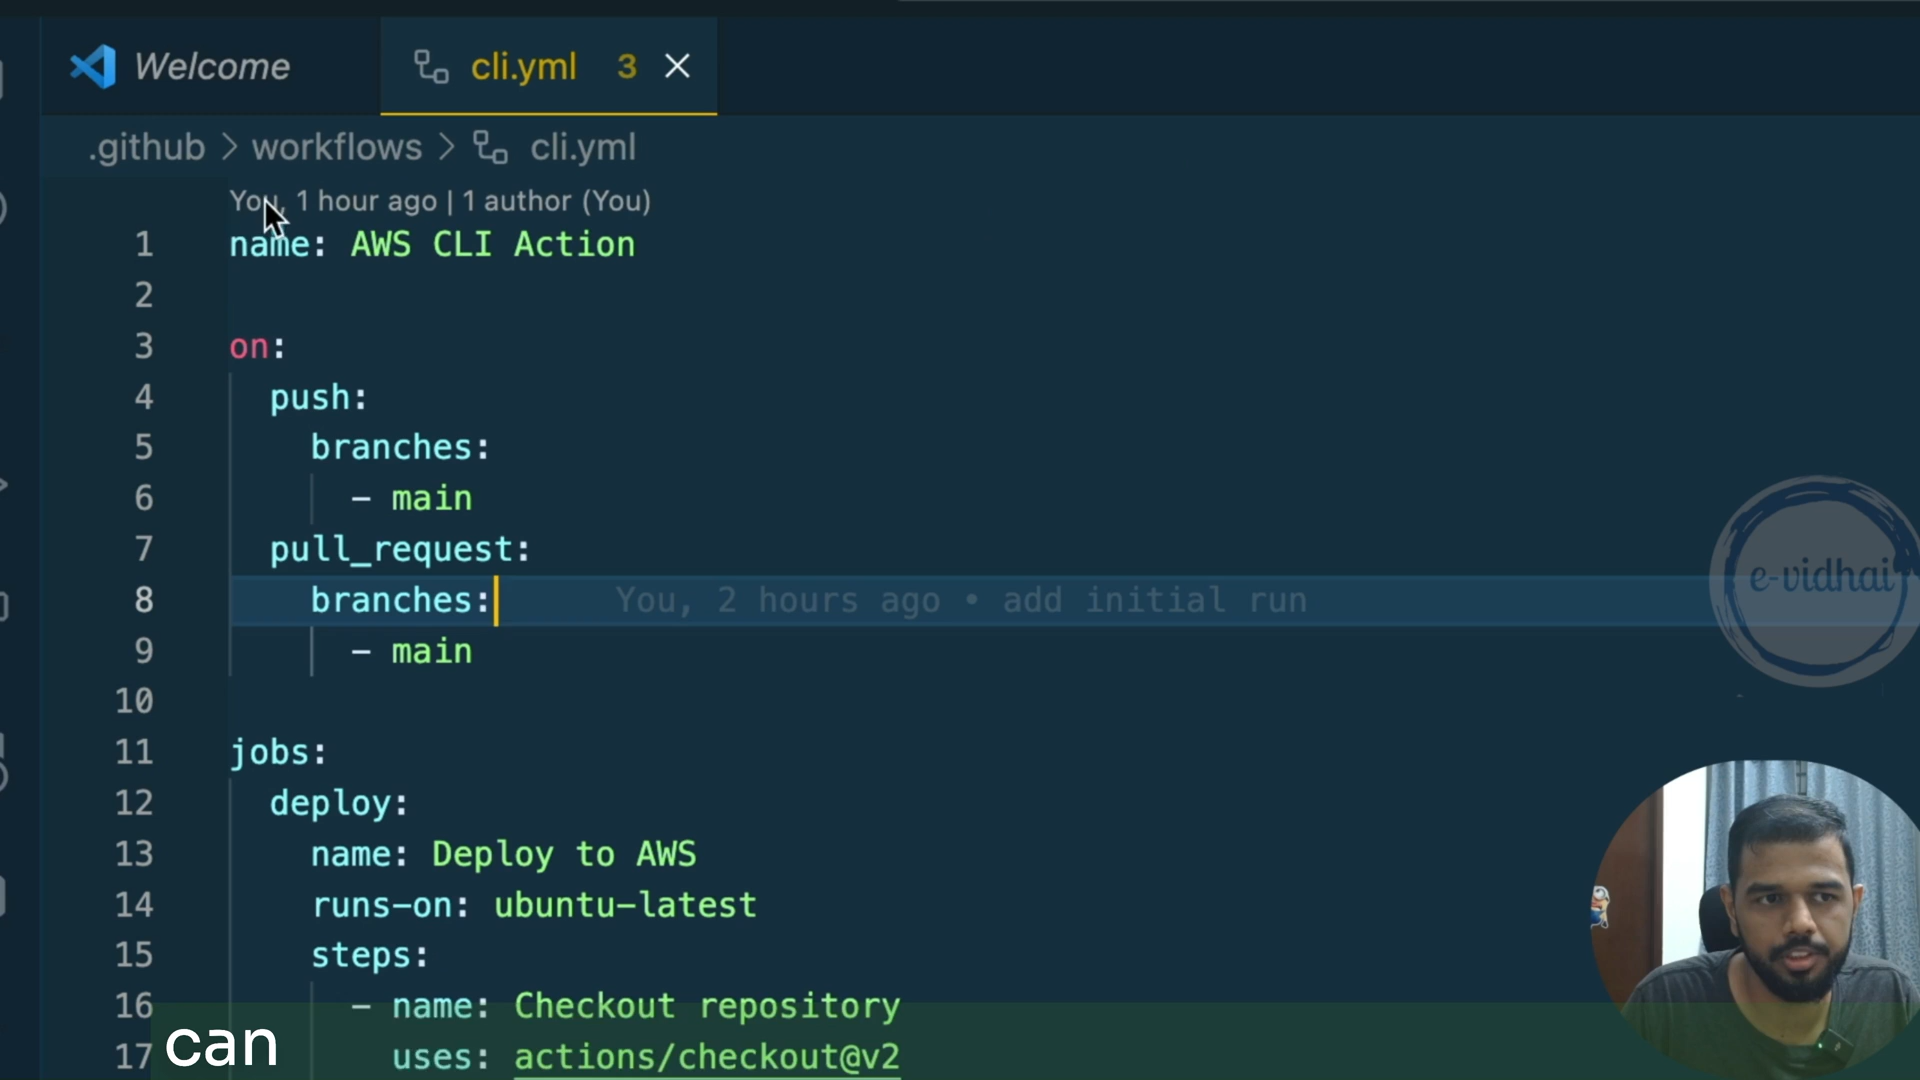 Welcome
cli.yml 3
.github > workflows > cli.yml
You, 1 hour ago | 1 author (You)
1 name: AWS CLI Action
2
3 on:
4 push:
5 branches:
6 - main
7 pull_request:
8 branches: You, 2 hours ago • add initial run
9 - main
10
11 jobs:
12 deploy:
13 name: Deploy to AWS
14 runs-on: ubuntu-latest
15 steps:
16 - name: Checkout repository
17 uses: actions/checkout@v2
e-vidhai
can